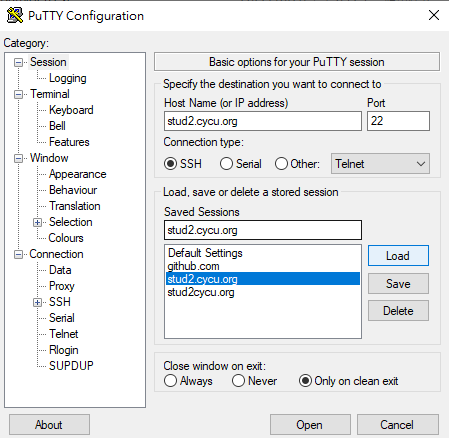 PuTTY Configuration
Category:
Session
Logging
Terminal
Keyboard
Bell
Features
Window
Appearance
Behaviour
Translation
Selection
Colours
Connection
Data
Proxy
SSH
Serial
Telnet
Rlogin
SUPDUP
Basic options for your PuTTY session
Specify the destination you want to connect to
Host Name (or IP address) Port
stud2.cycu.org 22
Connection type:
SSH Serial Other: Telnet
Load, save or delete a stored session
Saved Sessions
stud2.cycu.org
Default Settings
github.com
stud2.cycu.org
stud2cycu.org
Load
Save
Delete
Close window on exit:
Always Never Only on clean exit
About Open Cancel